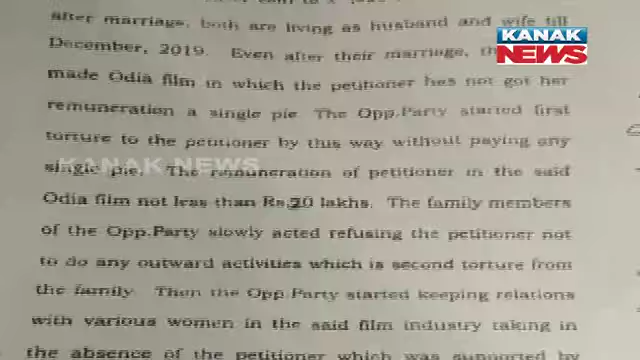 after marriage, both are living as husband and wife till
December, 2019. Even after their marriage,
KANAK
NEWS
made Odia film in which the petitioner has not got her
remuneration a single pie. The Opp.Party started first
torture to the petitioner by this way without paying any
KANAK NEWS
single pie. The remuneration of petitioner in the said
Odia film not less than Rs.20 lakhs. The family members
of the Opp.Party slowly acted refusing the petitioner not
to do any outward activities which is second torture from
the family. Then the Opp.Party started keeping relations
with various women in the said film industry taking in
the absence of the petitioner which was supported by